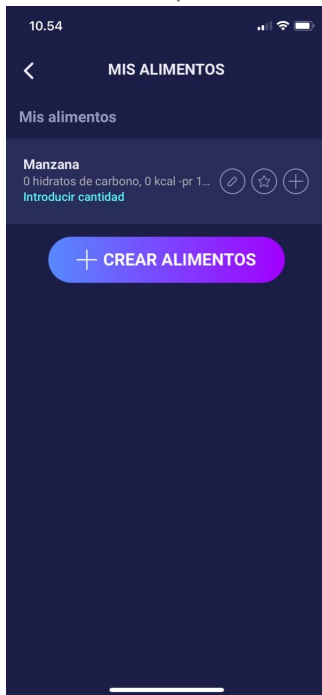 10.54
MIS ALIMENTOS
Mis alimentos
Manzana
0 hidratos de carbono, 0 kcal -pr 1...
Introducir cantidad
CREAR ALIMENTOS